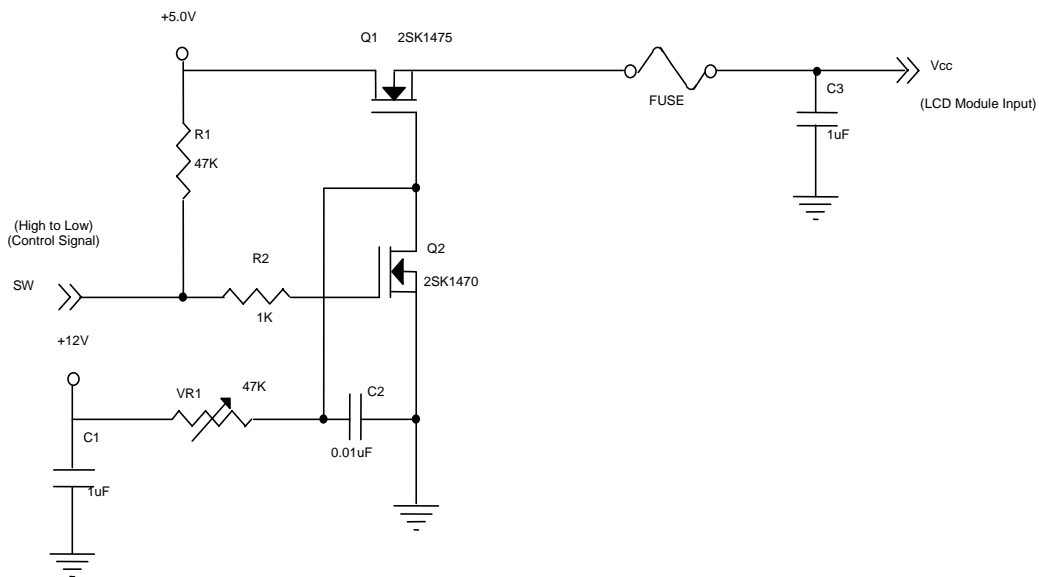 +5.0V
Q1 2SK1475
Vcc
C3
FUSE
(LCD Module Input)
R1
1uF
47K
(High to Low)
(Control Signal)
Q2
R2
2SK1470
SW
1K
+12V
VR1
47K
C2
C1
0.01uF
1uF